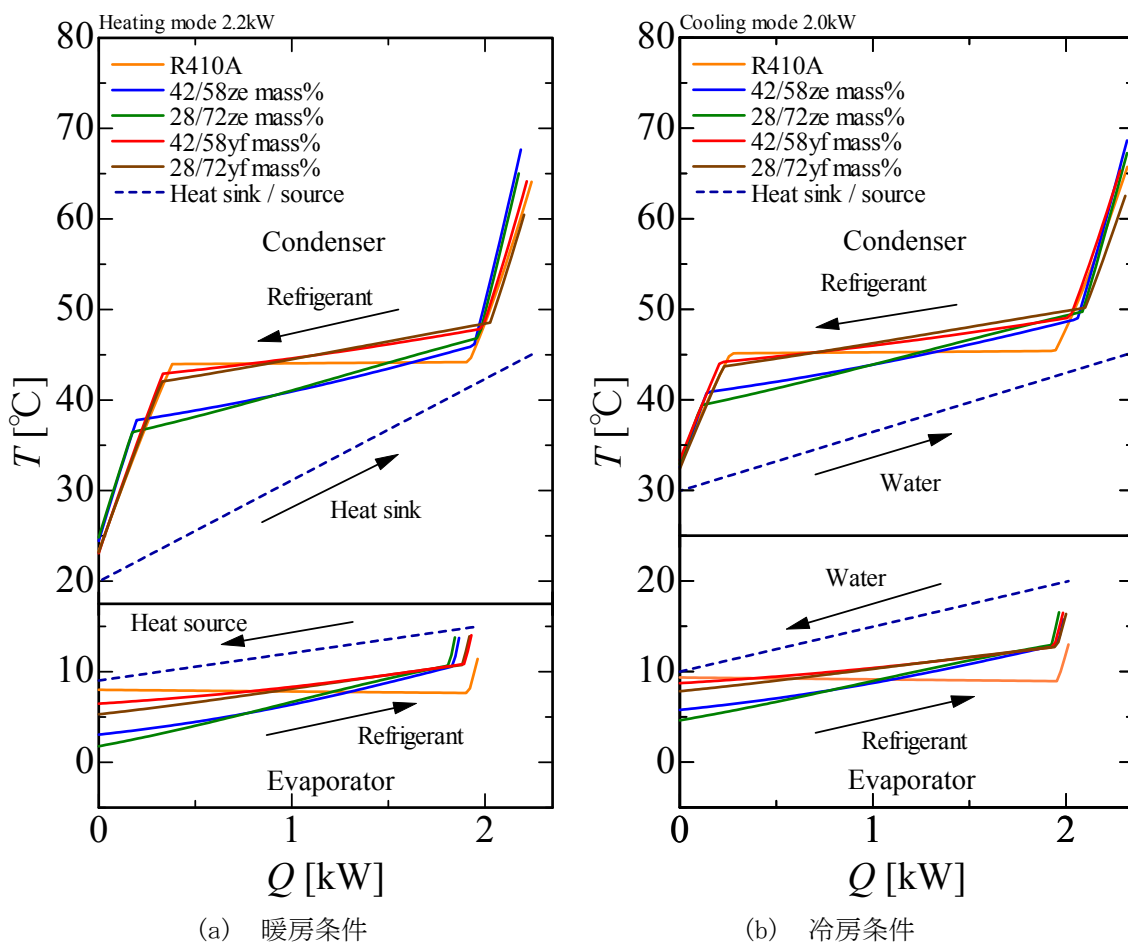 Heating mode 2.2kW
80
70
60
50
40
30
20
10
0
T [℃]
R410A
42/58ze mass%
28/72ze mass%
42/58yf mass%
28/72yf mass%
Heat sink / source
Condenser
Refrigerant
Heat sink
Heat source
Refrigerant
Evaporator
0
1
2
Q [kW]
(a) 暖房条件
Cooling mode 2.0kW
80
70
60
50
40
30
20
10
0
T [℃]
R410A
42/58ze mass%
28/72ze mass%
42/58yf mass%
28/72yf mass%
Heat sink / source
Condenser
Refrigerant
Water
Water
Refrigerant
Evaporator
0
1
2
Q [kW]
(b) 冷房条件